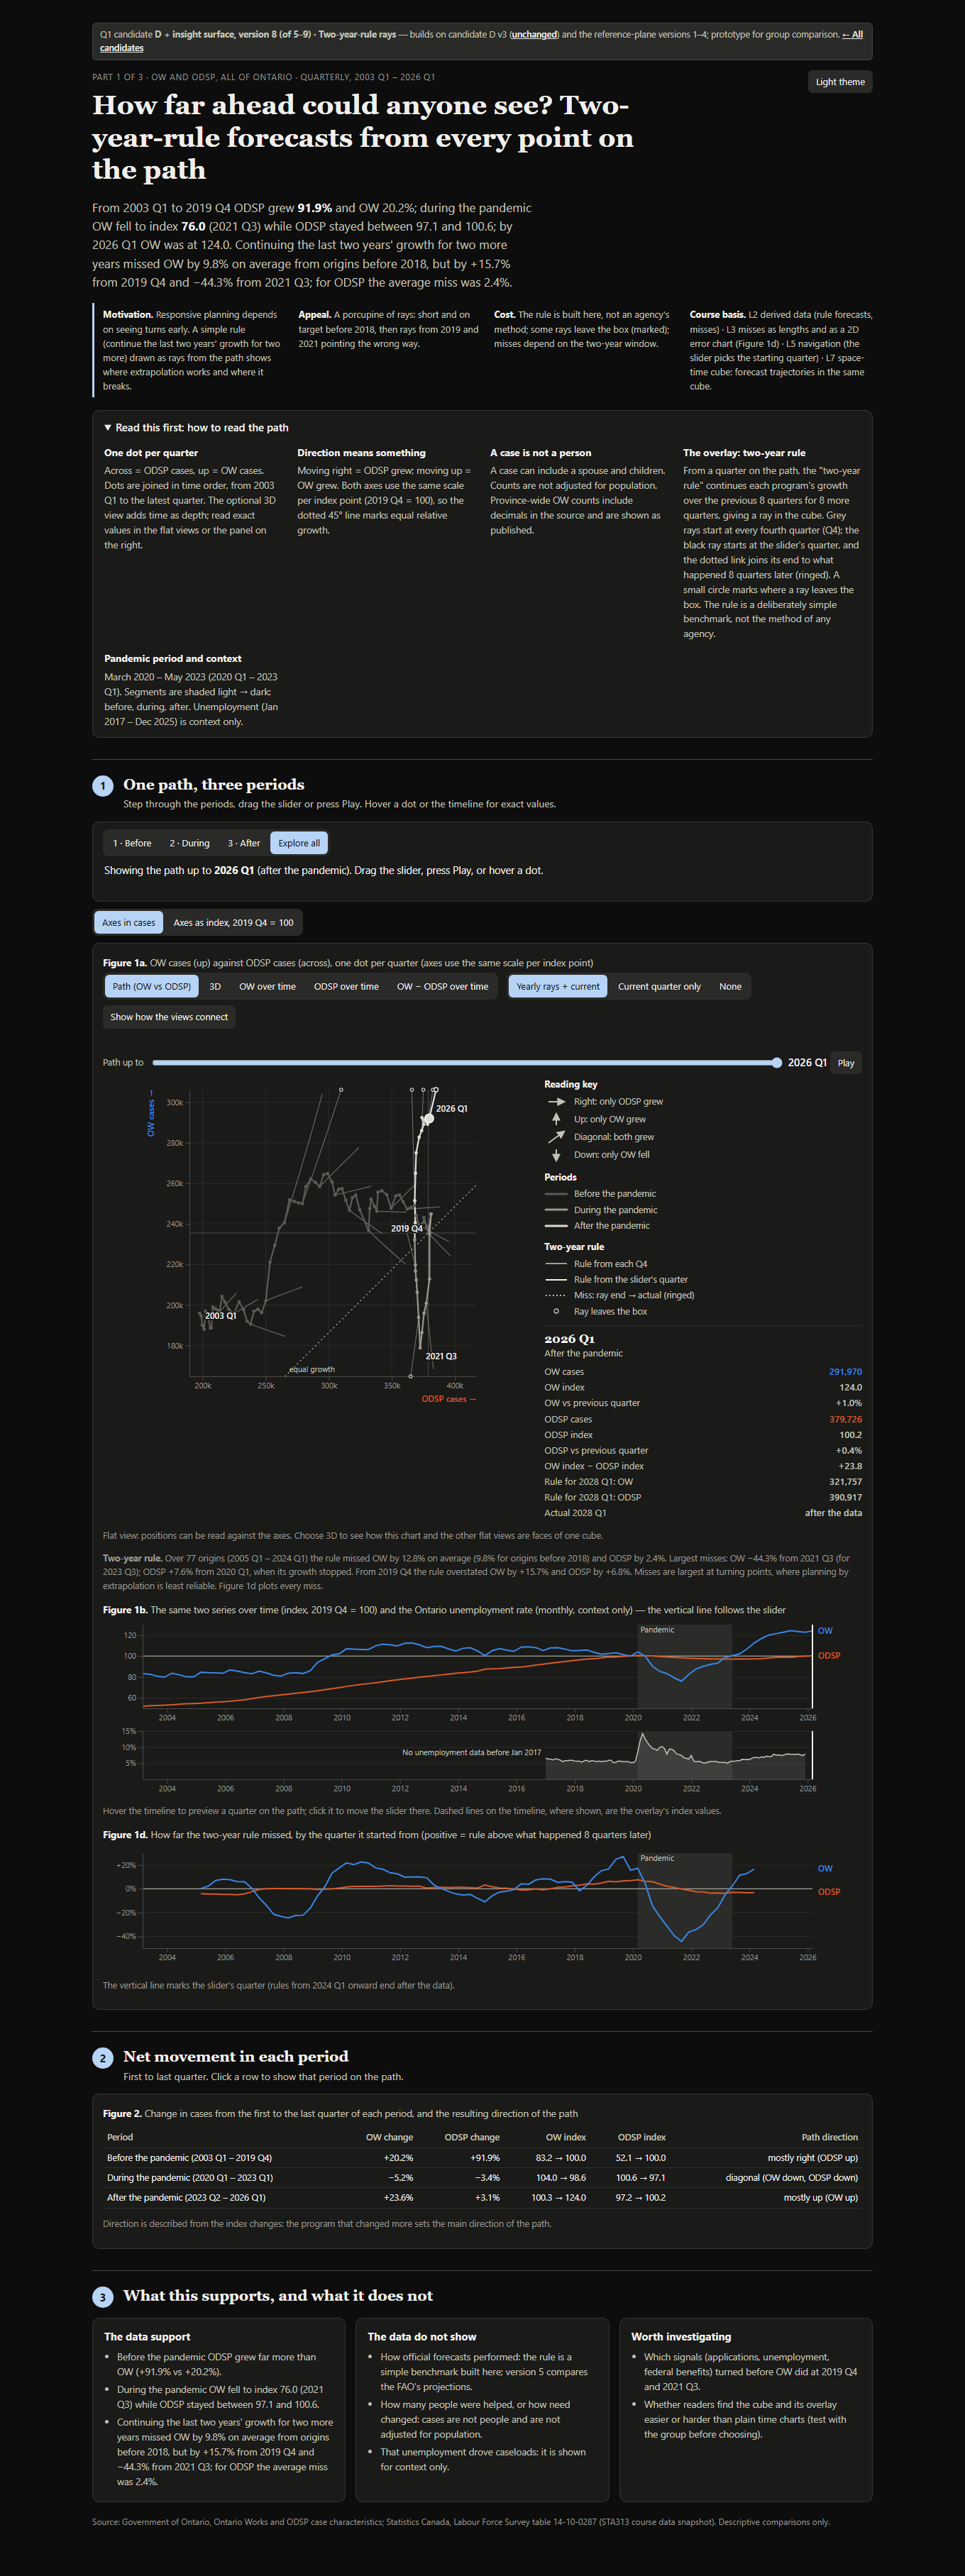 Q1 candidate D + insight surface, version 8 (of 5–9) · Two-year-rule rays — builds on candidate D v3 (unchanged) and the reference-plane versions 1–4; prototype for group comparison. ← All
candidates
PART 1 OF 3 · OW AND ODSP, ALL OF ONTARIO · QUARTERLY, 2003 Q1 – 2026 Q1
Light theme
How far ahead could anyone see? Two-
year-rule forecasts from every point on
the path
From 2003 Q1 to 2019 Q4 ODSP grew 91.9% and OW 20.2%; during the pandemic
OW fell to index 76.0 (2021 Q3) while ODSP stayed between 97.1 and 100.6; by
2026 Q1 OW was at 124.0. Continuing the last two years' growth for two more
years missed OW by 9.8% on average from origins before 2018, but by +15.7%
from 2019 Q4 and −44.3% from 2021 Q3; for ODSP the average miss was 2.4%.
Motivation. Responsive planning
depends on seeing turns early. A simple rule
(continue the last two years' growth for two
more) drawn as rays from the path shows
where extrapolation works and where it
breaks.
Appeal. A porcupine of rays: short and on
target before 2018, then rays from 2019 and
2021 pointing the wrong way.
Cost. The rule is built here, not an agency's
method; some rays leave the box (marked);
misses depend on the two-year window.
Course basis. L2 derived data (rule forecasts,
misses) · L3 misses as lengths and as a 2D
error chart (Figure 1d) · L5 navigation (the
slider picks the starting quarter) · L7 space-
time cube: forecast trajectories in the same
cube.
▼ Read this first: how to read the path
One dot per quarter
Across = ODSP cases, up = OW cases.
Dots are joined in time order, from 2003
Q1 to the latest quarter. The optional 3D
view adds time as depth; read exact
values in the flat views or the panel on
the right.
Direction means something
Moving right = ODSP grew; moving up =
OW grew. Both axes use the same scale
per index point (2019 Q4 = 100), so the
dotted 45° line marks equal relative
growth.
A case is not a person
A case can include a spouse and children.
Counts are not adjusted for population.
Province-wide OW counts include
decimals in the source and are shown as
published.
The overlay: two-year rule
From a quarter on the path, the "two-year
rule" continues each program's growth
over the previous 8 quarters for 8 more
quarters, giving a ray in the cube. Grey
rays start at every fourth quarter (Q4); the
black ray starts at the slider's quarter, and
the dotted link joins its end to what
happened 8 quarters later (ringed). A
small circle marks where a ray leaves the
box. The rule is a deliberately simple
benchmark, not the method of any
agency.
Pandemic period and context
March 2020 – May 2023 (2020 Q1 – 2023
Q1). Segments are shaded light → dark:
before, during, after. Unemployment (Jan
2017 – Dec 2025) is context only.
1 One path, three periods
Step through the periods, drag the slider or press Play. Hover a dot or the timeline for exact values.
1 · Before 2 · During 3 · After Explore all
Showing the path up to 2026 Q1 (after the pandemic). Drag the slider, press Play, or hover a dot.
Axes in cases Axes as index, 2019 Q4 = 100
Figure 1a. OW cases (up) against ODSP cases (across), one dot per quarter (axes use the same scale per index point)
Path (OW vs ODSP) 3D OW over time ODSP over time OW − ODSP over time Yearly rays + current Current quarter only None
Show how the views connect
Path up to 2026 Q1 Play
OW cases →
300k
280k
260k
240k
220k
200k
180k
2026 Q1
2019 Q4
2003 Q1
2021 Q3
equal growth
200k 250k 300k 350k 400k
ODSP cases →
Reading key
Right: only ODSP grew
Up: only OW grew
Diagonal: both grew
Down: only OW fell
Periods
Before the pandemic
During the pandemic
After the pandemic
Two-year rule
Rule from each Q4
Rule from the slider's quarter
Miss: ray end → actual (ringed)
Ray leaves the box
2026 Q1
After the pandemic
OW cases 291,970
OW index 124.0
OW vs previous quarter +1.0%
ODSP cases 379,726
ODSP index 100.2
ODSP vs previous quarter +0.4%
OW index − ODSP index +23.8
Rule for 2028 Q1: OW 321,757
Rule for 2028 Q1: ODSP 390,917
Actual 2028 Q1 after the data
Flat view: positions can be read against the axes. Choose 3D to see how this chart and the other flat views are faces of one cube.
Two-year rule. Over 77 origins (2005 Q1 – 2024 Q1) the rule missed OW by 12.8% on average (9.8% for origins before 2018) and ODSP by 2.4%. Largest misses: OW −44.3% from 2021 Q3 (for
2023 Q3); ODSP +7.6% from 2020 Q1, when its growth stopped. From 2019 Q4 the rule overstated OW by +15.7% and ODSP by +6.8%. Misses are largest at turning points, where planning by
extrapolation is least reliable. Figure 1d plots every miss.
Figure 1b. The same two series over time (index, 2019 Q4 = 100) and the Ontario unemployment rate (monthly, context only) — the vertical line follows the slider
120
100
80
60
Pandemic
OW
ODSP
2004 2006 2008 2010 2012 2014 2016 2018 2020 2022 2024 2026
15%
10%
5%
No unemployment data before Jan 2017
2004 2006 2008 2010 2012 2014 2016 2018 2020 2022 2024 2026
Hover the timeline to preview a quarter on the path; click it to move the slider there. Dashed lines on the timeline, where shown, are the overlay's index values.
Figure 1d. How far the two-year rule missed, by the quarter it started from (positive = rule above what happened 8 quarters later)
+20%
0%
−20%
−40%
Pandemic
OW
ODSP
2004 2006 2008 2010 2012 2014 2016 2018 2020 2022 2024 2026
The vertical line marks the slider's quarter (rules from 2024 Q1 onward end after the data).
2 Net movement in each period
First to last quarter. Click a row to show that period on the path.
Figure 2. Change in cases from the first to the last quarter of each period, and the resulting direction of the path
Period OW change ODSP change OW index ODSP index Path direction
Before the pandemic (2003 Q1 – 2019 Q4) +20.2% +91.9% 83.2 → 100.0 52.1 → 100.0 mostly right (ODSP up)
During the pandemic (2020 Q1 – 2023 Q1) −5.2% −3.4% 104.0 → 98.6 100.6 → 97.1 diagonal (OW down, ODSP down)
After the pandemic (2023 Q2 – 2026 Q1) +23.6% +3.1% 100.3 → 124.0 97.2 → 100.2 mostly up (OW up)
Direction is described from the index changes: the program that changed more sets the main direction of the path.
3 What this supports, and what it does not
The data support
• Before the pandemic ODSP grew far more than
OW (+91.9% vs +20.2%).
• During the pandemic OW fell to index 76.0 (2021
Q3) while ODSP stayed between 97.1 and 100.6.
• Continuing the last two years' growth for two more
years missed OW by 9.8% on average from origins
before 2018, but by +15.7% from 2019 Q4 and
−44.3% from 2021 Q3; for ODSP the average miss
was 2.4%.
The data do not show
• How official forecasts performed: the rule is a
simple benchmark built here; version 5 compares
the FAO's projections.
• How many people were helped, or how need
changed: cases are not people and are not
adjusted for population.
• That unemployment drove caseloads: it is shown
for context only.
Worth investigating
• Which signals (applications, unemployment,
federal benefits) turned before OW did at 2019 Q4
and 2021 Q3.
• Whether readers find the cube and its overlay
easier or harder than plain time charts (test with
the group before choosing).
Source: Government of Ontario, Ontario Works and ODSP case characteristics; Statistics Canada, Labour Force Survey table 14-10-0287 (STA313 course data snapshot). Descriptive comparisons only.